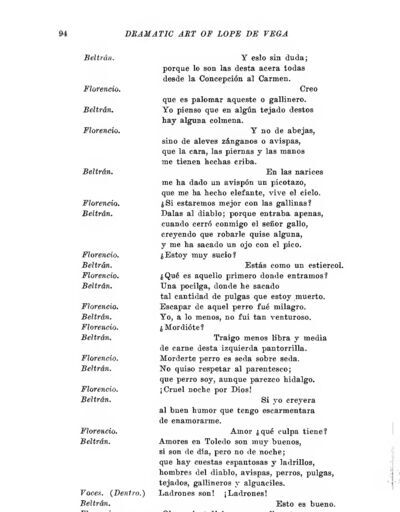 94 DRAMATIC ART OF LOPE DE VEGA
Beltrán. Y eslo sin duda;
porque lo son las desta acera todas
desde la Concepción al Carmen.
Florencio. Creo
que es palomar aqueste o gallinero.
Beltrán. Yo pienso que en algún tejado destos
hay alguna colmena.
Florencio. Y no de abejas,
sino de aleves zánganos o avispas,
que la cara, las piernas y las manos
me tienen hechas criba.
Beltrán. En las narices
me ha dado un avispón un picotazo,
que me ha hecho elefante, vive el cielo.
Florencio. ¿Si estaremos mejor con las gallinas?
Beltrán. Dalas al diablo; porque entraba apenas,
cuando cerró conmigo el señor gallo,
creyendo que robarle quise alguna,
y me ha sacado un ojo con el pico.
Florencio. ¿Estoy muy sucio?
Beltrán. Estás como un estiercol.
Florencio. ¿Qué es aquello primero donde entramos?
Beltrán. Una pocilga, donde he sacado
tal cantidad de pulgas que estoy muerto.
Florencio. Escapar de aquel perro fué milagro.
Beltrán. Yo, a lo menos, no fui tan venturoso.
Florencio. ¿Mordióte?
Beltrán. Traigo menos libra y media
de carne desta izquierda pantorrilla.
Florencio. Morderte perro es seda sobre seda.
Beltrán. No quiso respetar al parentesco;
que perro soy, aunque parezco hidalgo.
Florencio. ¡Cruel noche por Dios!
Beltrán. Si yo creyera
al buen humor que tengo escarmentara
de enamorarme.
Florencio. Amor ¿qué culpa tiene?
Beltrán. Amores en Toledo son muy buenos,
si son de día, pero no de noche;
que hay cuestas espantosas y ladrillos,
hombres del diablo, avispas, perros, pulgas,
tejados, gallineros y alguaciles.
Voces. (Dentro.) Ladrones son! ¡Ladrones!
Beltrán. Esto es bueno.